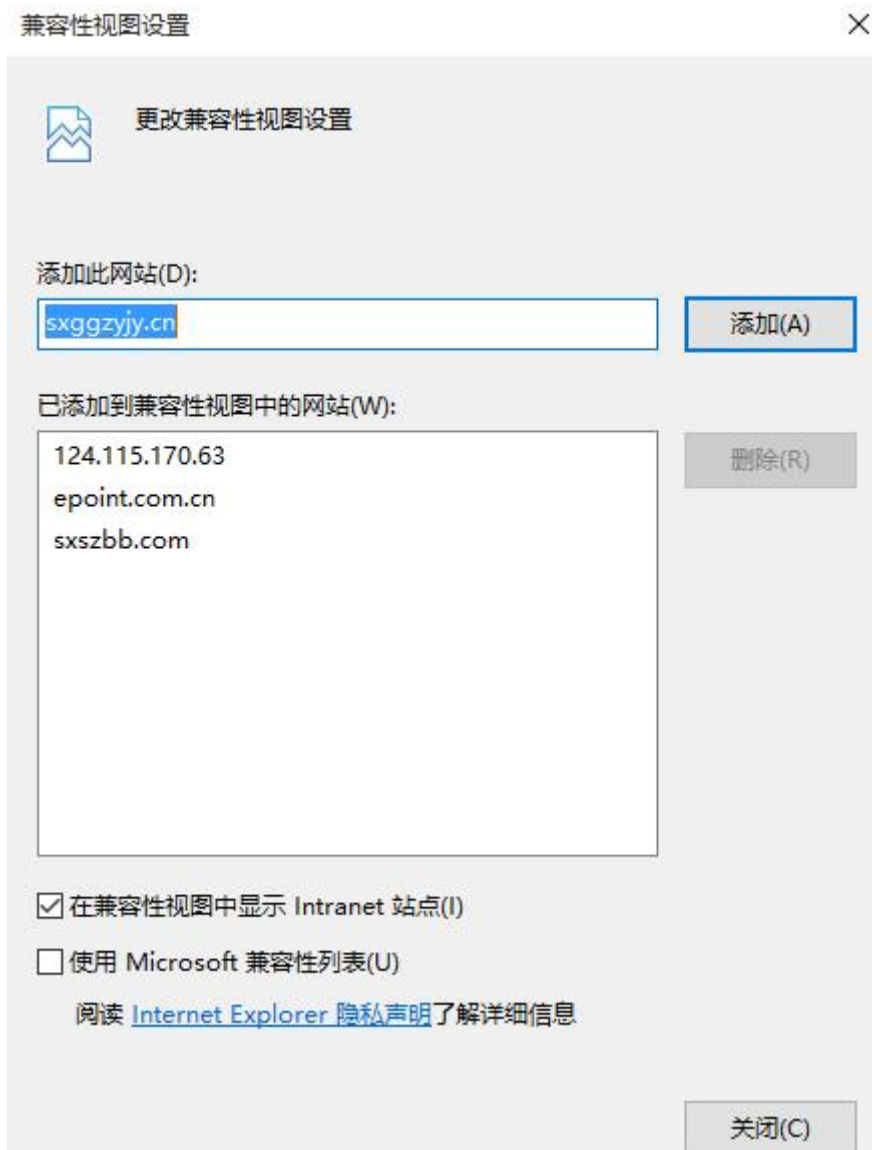 兼容性视图设置
更改兼容性视图设置
添加此网站(D):
sxggzyjy.cn
添加(A)
已添加到兼容性视图中的网站(W):
124.115.170.63
epoint.com.cn
sxszbb.com
删除(R)
在兼容性视图中显示 Intranet 站点(I)
使用 Microsoft 兼容性列表(U)
阅读 Internet Explorer 隐私声明了解详细信息
关闭(C)